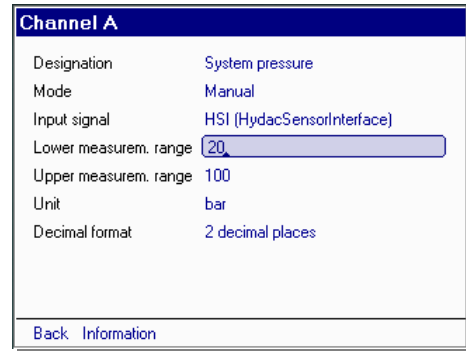 Channel A
Designation System pressure
Mode Manual
Input signal HSI (HydacSensorInterface)
Lower measurem. range 20
Upper measurem. range 100
Unit bar
Decimal format 2 decimal places
Back Information